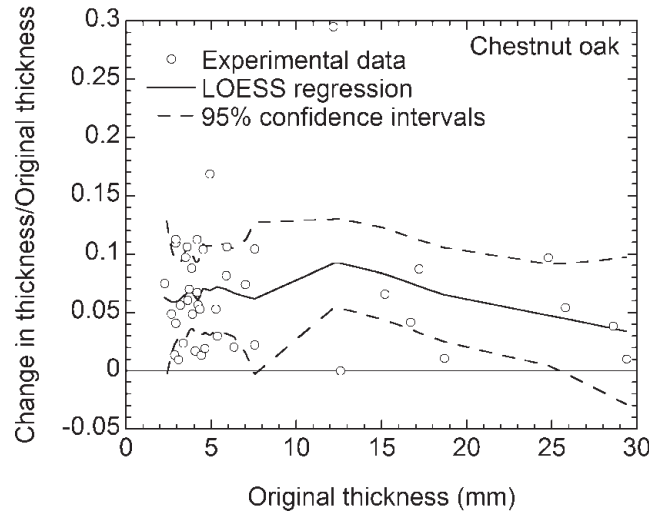 Change in thickness/Original thickness
0.3
0.25
0.2
0.15
0.1
0.05
0
-0.05
Chestnut oak
Experimental data
LOESS regression
95% confidence intervals
0 5 10 15 20 25 30
Original thickness (mm)